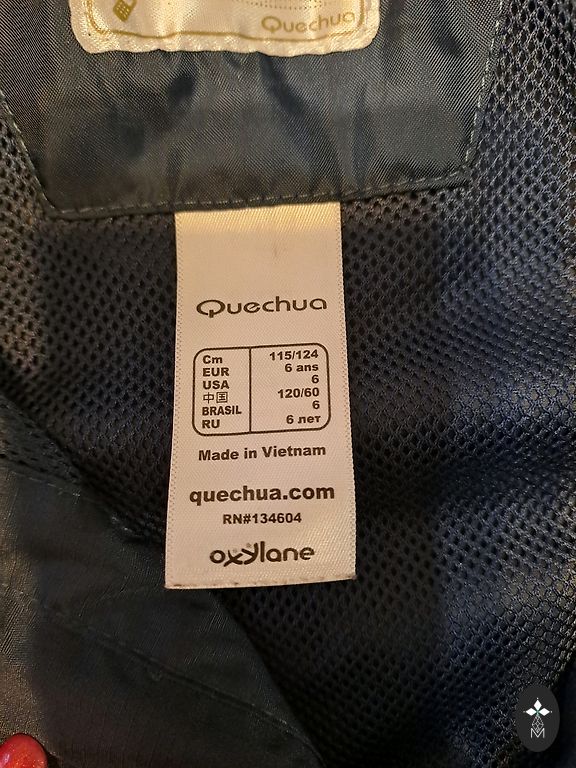 Quechua
Quechua
Cm 115/124
EUR 6 ans
USA 6
中国 120/60
BRASIL 6
RU 6 лет
Made in Vietnam
quechua.com
RN#134604
oxylane
M